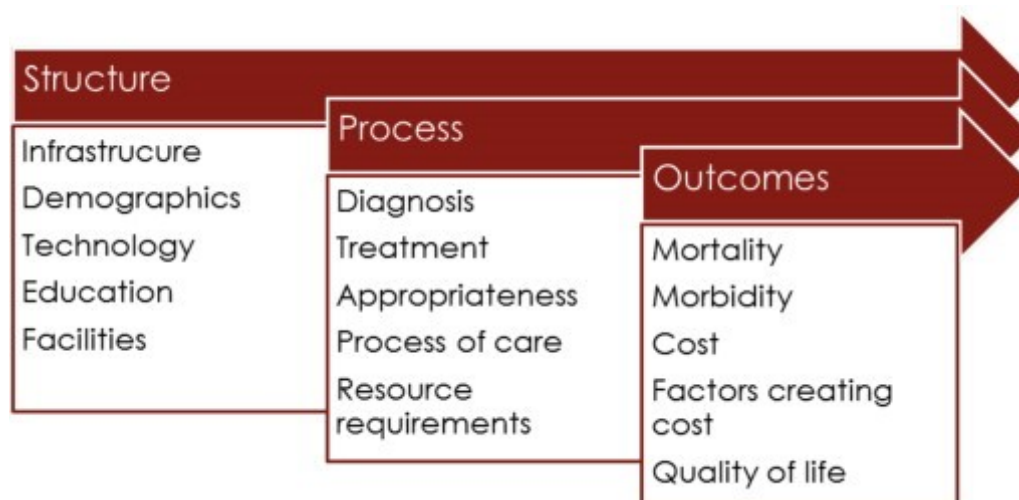 Structure
Infrastrucure
Demographics
Technology
Education
Facilities
Process
Diagnosis
Treatment
Appropriateness
Process of care
Resource
requirements
Outcomes
Mortality
Morbidity
Cost
Factors creating
cost
Quality of life